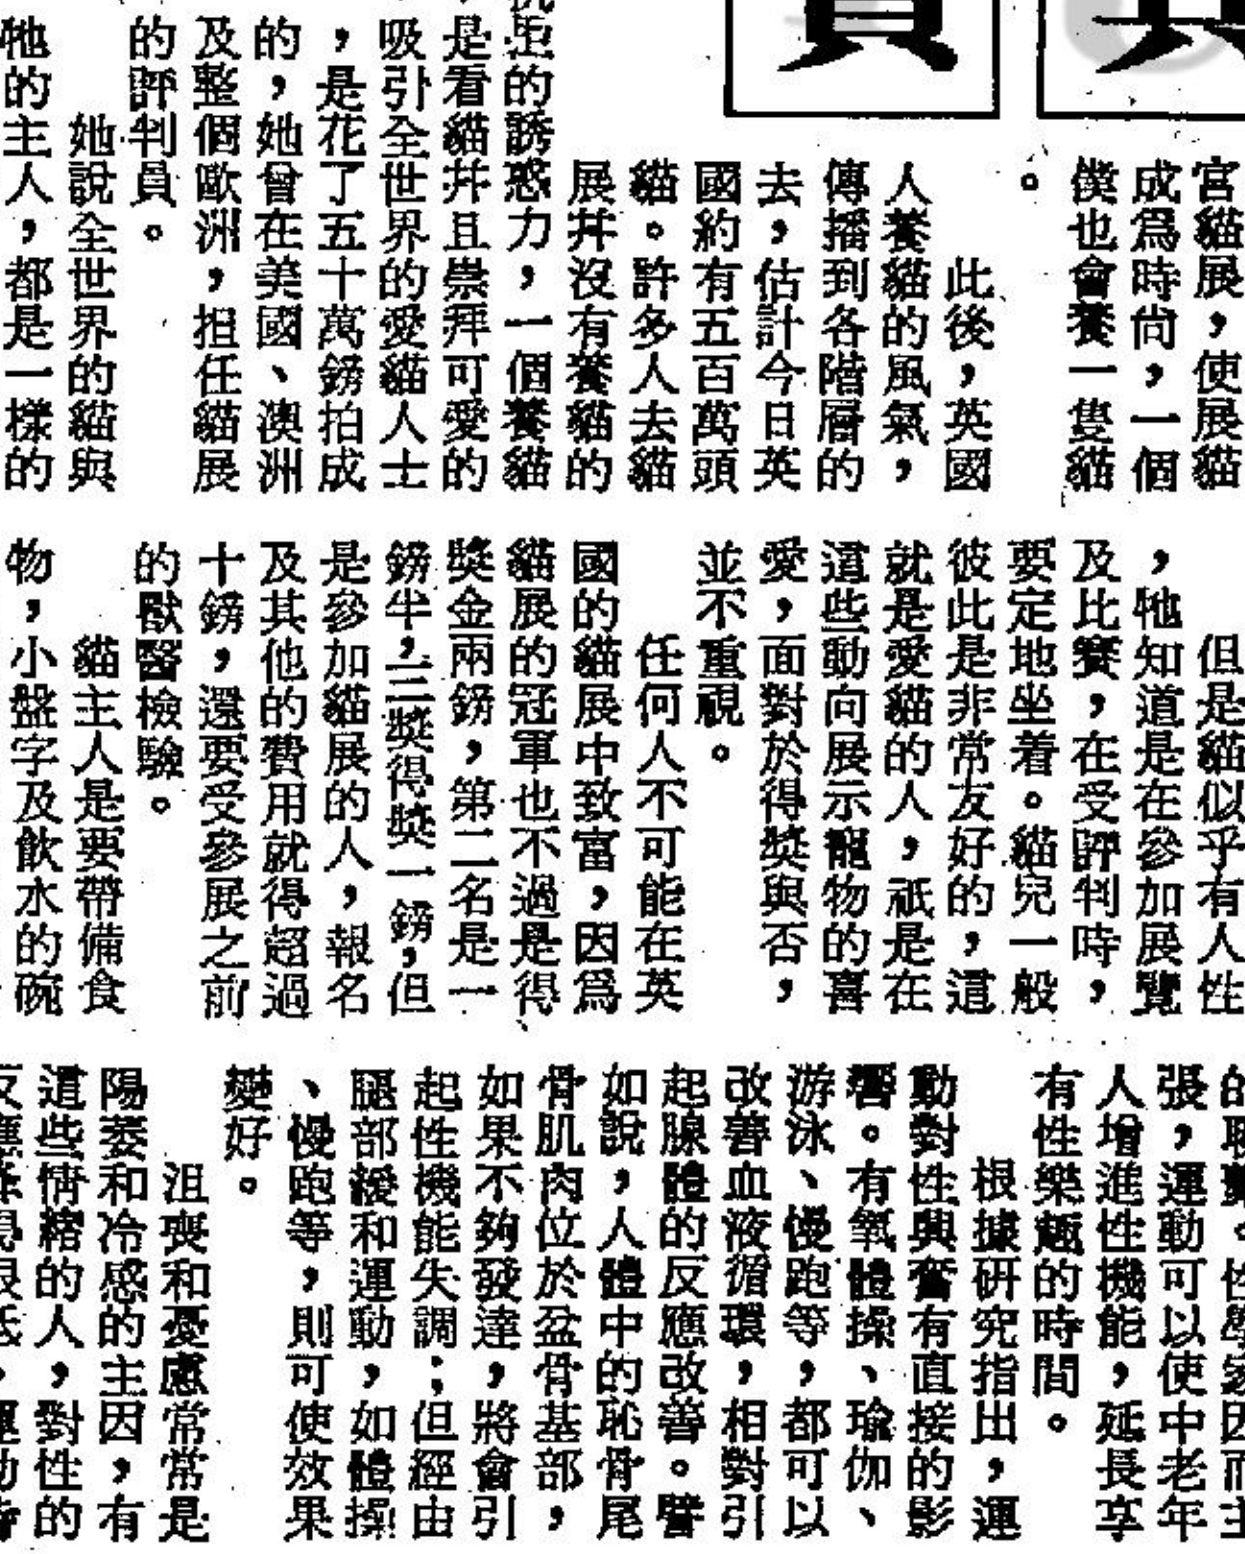 宮貓展，使展貓
成爲時尚，一個
僕也會養一隻貓
。
此後，英國
人養貓的風氣，
傳播到各階層的
去，估計今日英
國約有五百萬頭
貓。許多人去貓
展幷沒有養貓的
的誘惑力，一個養貓
是看貓幷且崇拜可愛的
吸引全世界的愛貓人士
，是花了五十萬鎊拍成
的，她曾在美國、澳洲
及整個歐洲，担任貓展
的評判員。
她說全世界的貓與
牠的主人，都是一樣的
但是貓似乎有人性
，牠知道是在參加展覽
及比賽，在受評判時，
要定地坐着。貓兒一般
彼此是非常友好的，這
就是愛貓的人，祇是在
這些動向展示寵物的喜
愛，面對於得獎與否，
並不重視。
任何人不可能在英
國的貓展中致富，因爲
貓展的冠軍也不過是得
獎金兩鎊，第二名是一
鎊半，三獎得獎一鎊，但
是參加貓展的人，報名
及其他的費用就得超過
十鎊，還要受參展之前
的獸醫檢驗。
貓主人是要帶備食
物，小盤字及飲水的碗
張，運動可以使中老年
人增進性機能，延長享
有性樂趣的時間。
根據研究指出，運
動對性興奮有直接的影
響。有氧體操、瑜伽、
游泳、慢跑等，都可以
改善血液循環，相對引
起腺體的反應改善。譬
如說，人體中的恥骨尾
骨肌肉位於盆骨基部，
如果不夠發達，將會引
起性機能失調；但經由
腿部緩和運動，如體操
、慢跑等，則可使效果
變好。
沮喪和憂慮常常是
陽萎和冷感的主因，有
這些情緒的人，對性的